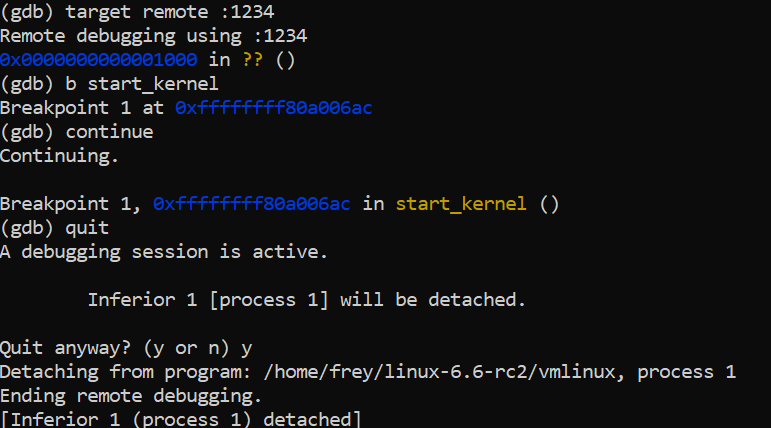 (gdb) target remote :1234
Remote debugging using :1234
0x0000000000001000 in ?? ()
(gdb) b start_kernel
Breakpoint 1 at 0xffffffff80a006ac
(gdb) continue
Continuing.
Breakpoint 1, 0xffffffff80a006ac in start_kernel ()
(gdb) quit
A debugging session is active.
Inferior 1 [process 1] will be detached.
Quit anyway? (y or n) y
Detaching from program: /home/frey/linux-6.6-rc2/vmlinux, process 1
Ending remote debugging.
[Inferior 1 (process 1) detached]